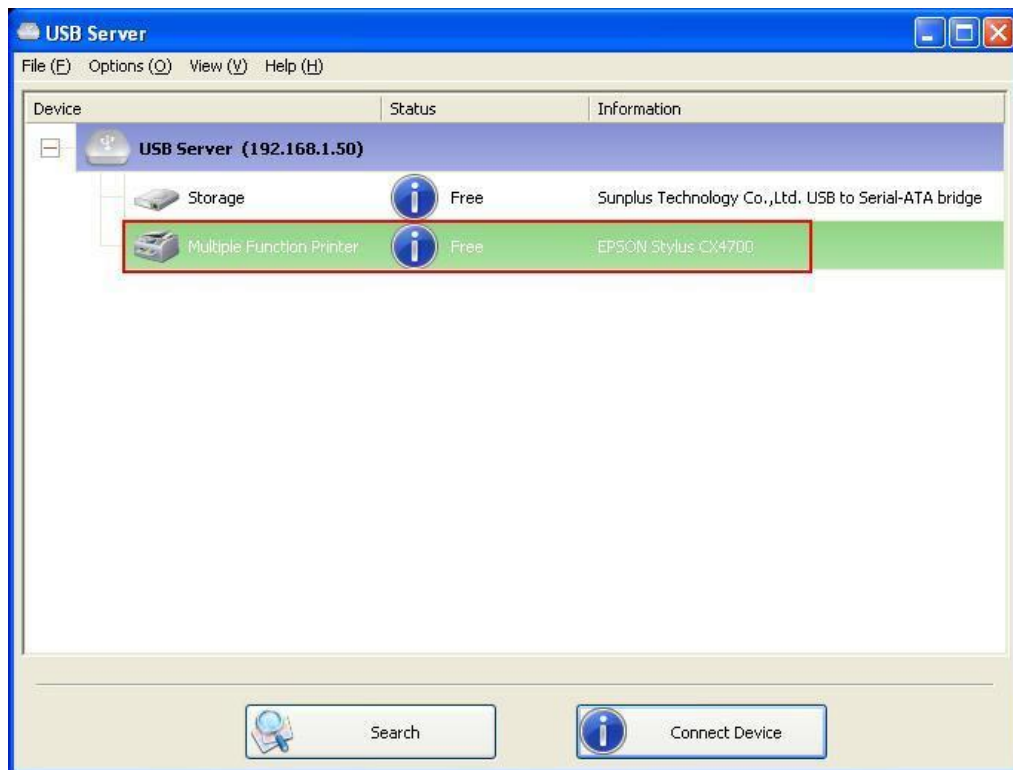 USB Server
File (F) Options (O) View (V) Help (H)
Device Status Information
USB Server (192.168.1.50)
Storage Free Sunplus Technology Co.,Ltd. USB to Serial-ATA bridge
Multiple Function Printer Free EPSON Stylus CX4700
Search Connect Device